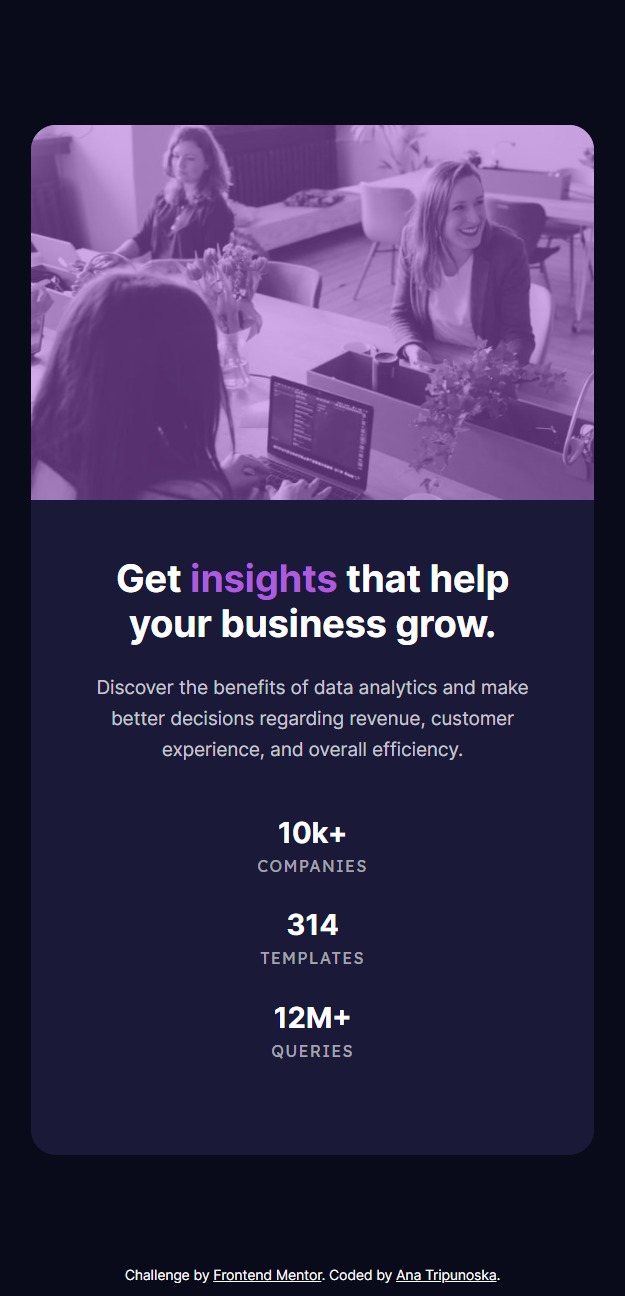 Get insights that help
your business grow.
Discover the benefits of data analytics and make
better decisions regarding revenue, customer
experience, and overall efficiency.
10k+
COMPANIES
314
TEMPLATES
12M+
QUERIES
Challenge by Frontend Mentor. Coded by Ana Tripunoska.